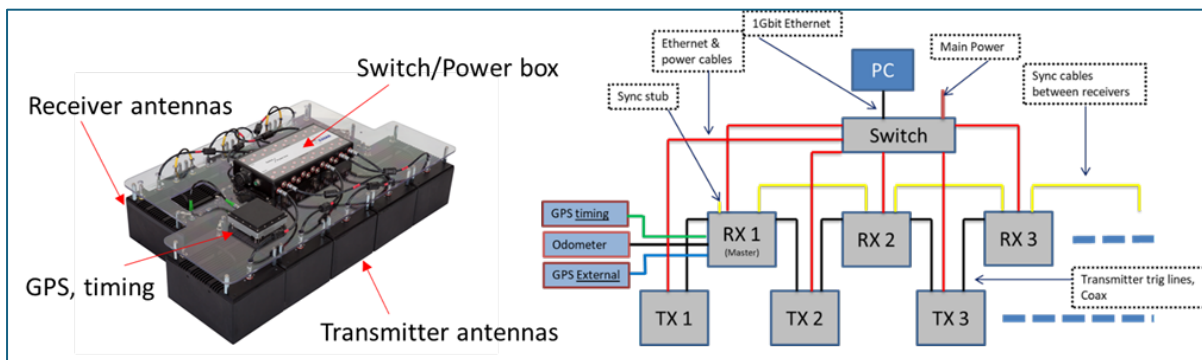 Switch/Power box
Receiver antennas
GPS, timing
Transmitter antennas
1Gbit Ethernet
Ethernet &
power cables
Main Power
Sync cables
between receivers
Sync stub
PC
Switch
GPS timing
Odometer
GPS External
RX 1
(Master)
RX 2
RX 3
Transmitter trig lines,
Coax
TX 1
TX 2
TX 3